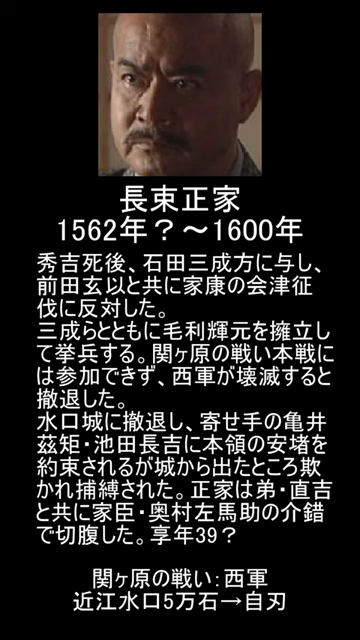 長束正家
1562年？～1600年
秀吉死後、石田三成方に与し、
前田玄以と共に家康の会津征
伐に反対した。
三成らとともに毛利輝元を擁立し
て挙兵する。関ヶ原の戦い本戦に
は参加できず、西軍が壊滅すると
撤退した。
水口城に撤退し、寄せ手の亀井
茲矩・池田長吉に本領の安堵を
約束されるが城から出たところ欺
かれ捕縛された。正家は弟・直吉
と共に家臣・奥村左馬助の介錯
で切腹した。享年39？
関ヶ原の戦い：西軍
近江水口5万石→自刃